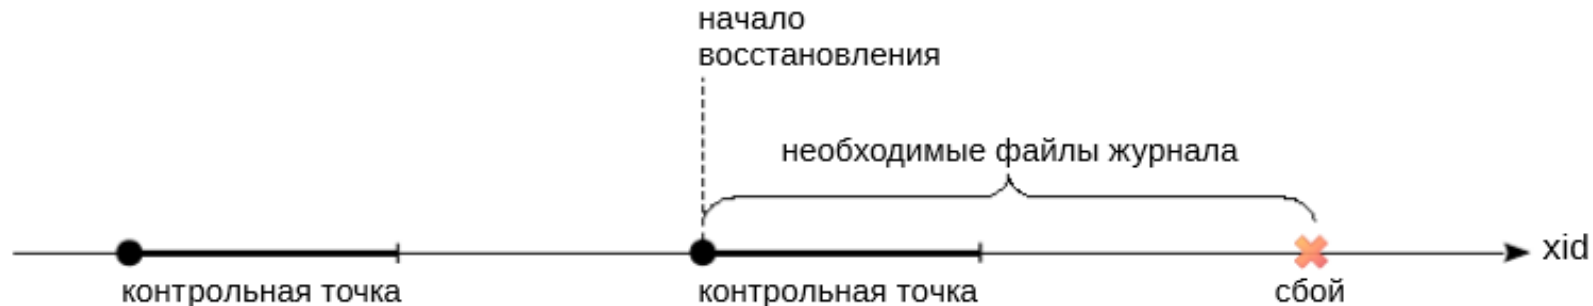 начало
восстановления
необходимые файлы журнала
xid
контрольная точка
контрольная точка
сбой